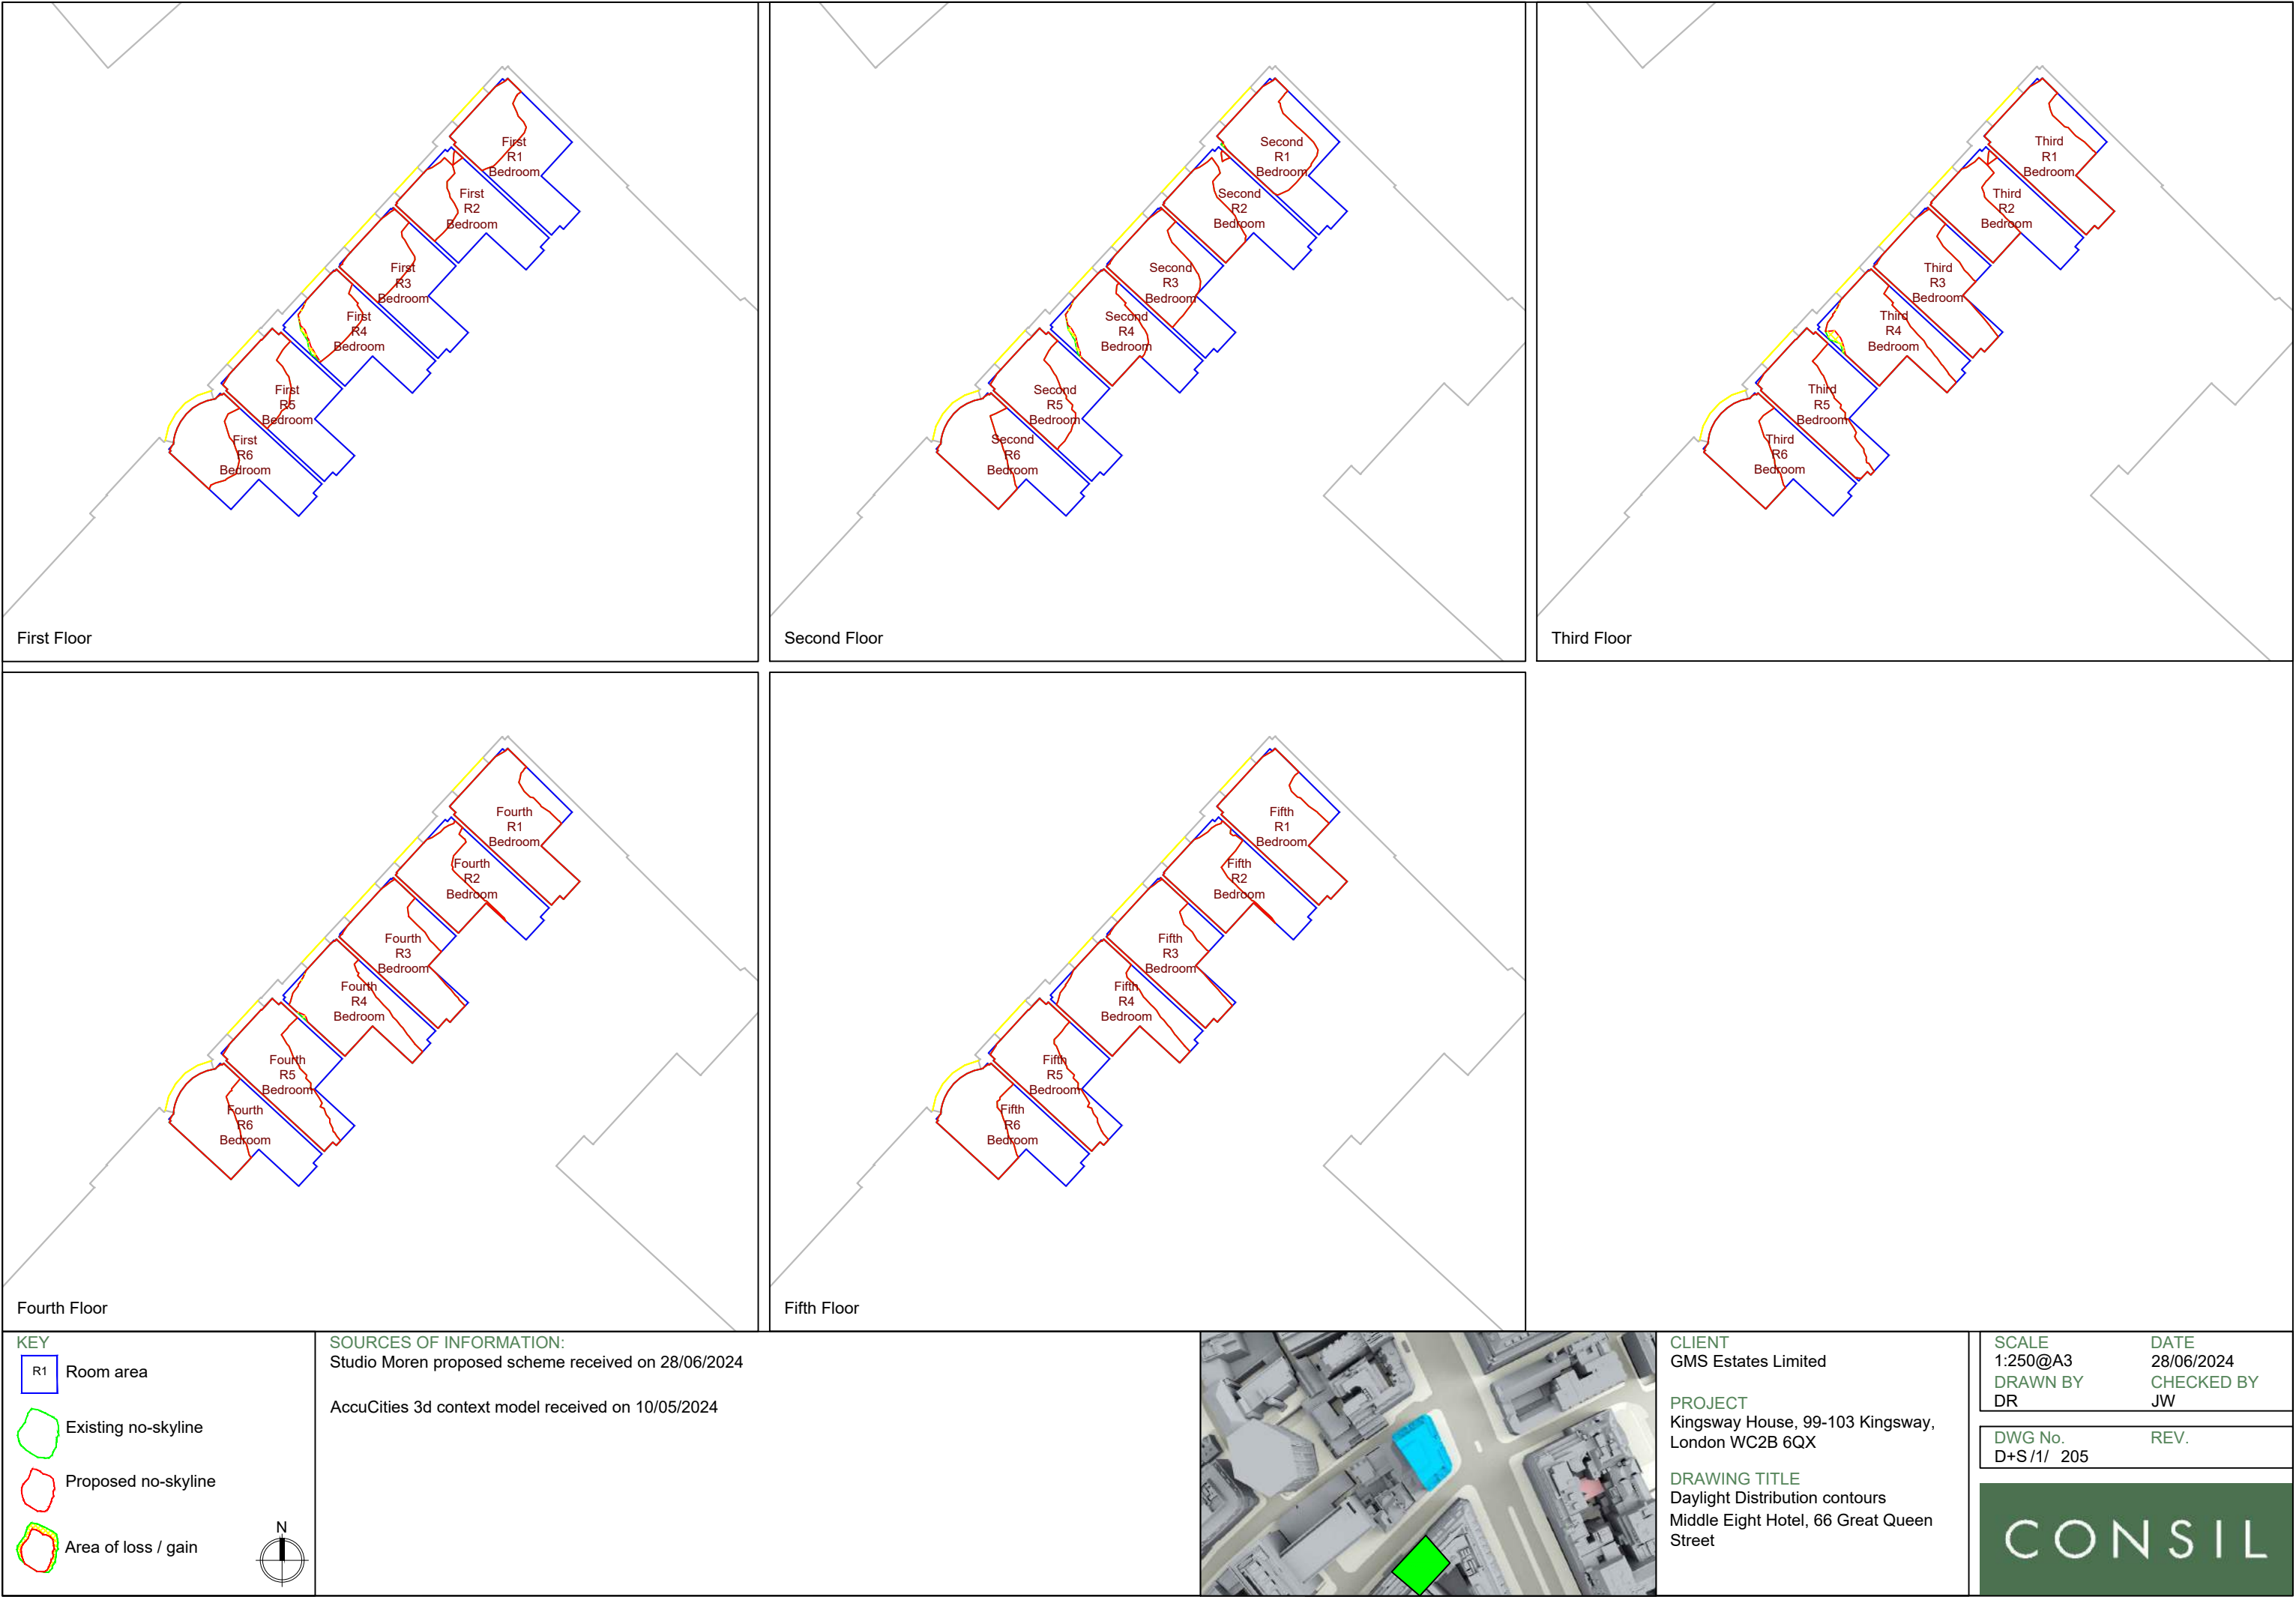 First
R1
Bedroom
First
R2
Bedroom
First
R3
Bedroom
First
R4
Bedroom
First
R5
Bedroom
First
R6
Bedroom
First Floor
Second
R1
Bedroom
Second
R2
Bedroom
Second
R3
Bedroom
Second
R4
Bedroom
Second
R5
Bedroom
Second
R6
Bedroom
Second Floor
Third
R1
Bedroom
Third
R2
Bedroom
Third
R3
Bedroom
Third
R4
Bedroom
Third
R5
Bedroom
Third
R6
Bedroom
Third Floor
Fourth
R1
Bedroom
Fourth
R2
Bedroom
Fourth
R3
Bedroom
Fourth
R4
Bedroom
Fourth
R5
Bedroom
Fourth
R6
Bedroom
Fourth Floor
Fifth
R1
Bedroom
Fifth
R2
Bedroom
Fifth
R3
Bedroom
Fifth
R4
Bedroom
Fifth
R5
Bedroom
Fifth
R6
Bedroom
Fifth Floor
KEY
R1 Room area
Existing no-skyline
Proposed no-skyline
Area of loss / gain
N
SOURCES OF INFORMATION:
Studio Moren proposed scheme received on 28/06/2024
AccuCities 3d context model received on 10/05/2024
CLIENT
GMS Estates Limited
PROJECT
Kingsway House, 99-103 Kingsway,
London WC2B 6QX
DRAWING TITLE
Daylight Distribution contours
Middle Eight Hotel, 66 Great Queen
Street
SCALE DATE
1:250@A3 28/06/2024
DRAWN BY CHECKED BY
DR JW
DWG No. REV.
D+S /1/ 205
CONSIL